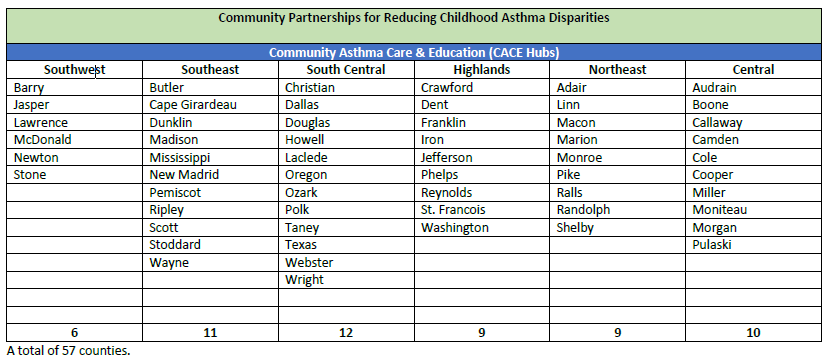 Community Partnerships for Reducing Childhood Asthma Disparities
Community Asthma Care & Education (CACE Hubs)
Southwest Southeast South Central Highlands Northeast Central
Barry Butler Christian Crawford Adair Audrain
Jasper Cape Girardeau Dallas Dent Linn Boone
Lawrence Dunklin Douglas Franklin Macon Callaway
McDonald Madison Howell Iron Marion Camden
Newton Mississippi Laclede Jefferson Monroe Cole
Stone New Madrid Oregon Phelps Pike Cooper
Pemiscot Ozark Reynolds Ralls Miller
Ripley Polk St. Francois Randolph Moniteau
Scott Taney Washington Shelby Morgan
Stoddard Texas Pulaski
Wayne Webster
Wright
6 11 12 9 9 10
A total of 57 counties.